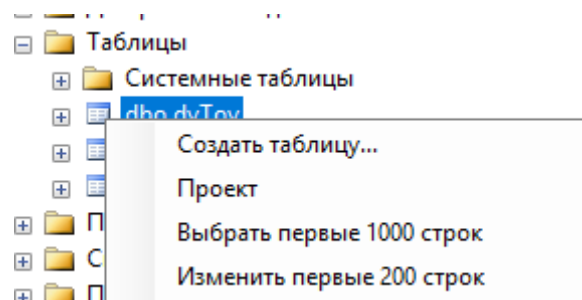 Таблицы
Системные таблицы
dbo.dvTov
Создать таблицу...
Проект
Выбрать первые 1000 строк
Изменить первые 200 строк